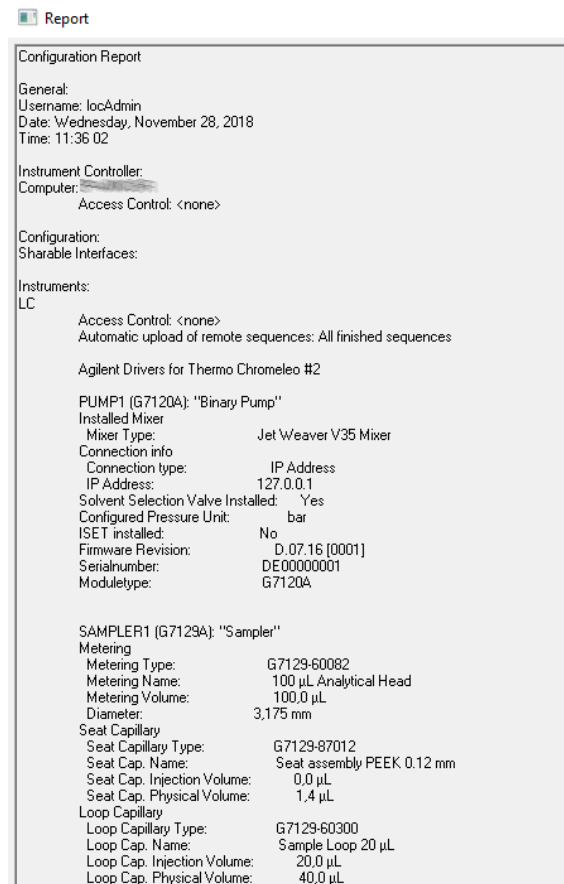 Report
Configuration Report
General:
Username: locAdmin
Date: Wednesday, November 28, 2018
Time: 11:36 02
Instrument Controller:
Computer:
Access Control: <none>
Configuration:
Sharable Interfaces:
Instruments:
LC
Access Control: <none>
Automatic upload of remote sequences: All finished sequences
Agilent Drivers for Thermo Chromeleo #2
PUMP1 (G7120A): "Binary Pump"
Installed Mixer
Mixer Type: Jet Weaver V35 Mixer
Connection info
Connection type: IP Address
IP Address: 127.0.0.1
Solvent Selection Valve Installed: Yes
Configured Pressure Unit: bar
ISET installed: No
Firmware Revision: D.07.16 [0001]
Serialnumber: DE00000001
Moduletype: G7120A
SAMPLER1 (G7129A): "Sampler"
Metering
Metering Type: G7129-60082
Metering Name: 100 µL Analytical Head
Metering Volume: 100,0 µL
Diameter: 3,175 mm
Seat Capillary
Seat Capillary Type: G7129-87012
Seat Cap. Name: Seat assembly PEEK 0.12 mm
Seat Cap. Injection Volume: 0,0 µL
Seat Cap. Physical Volume: 1,4 µL
Loop Capillary
Loop Capillary Type: G7129-60300
Loop Cap. Name: Sample Loop 20 µL
Loop Cap. Injection Volume: 20,0 µL
Loop Cap. Physical Volume: 40,0 µL